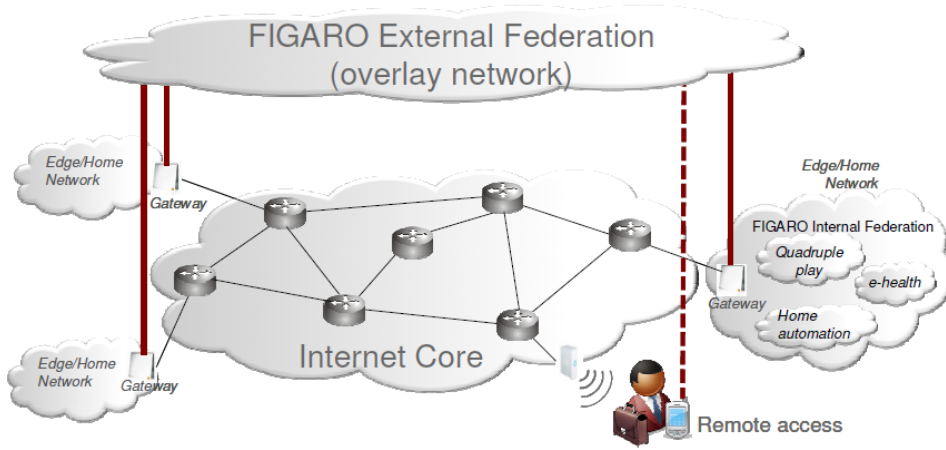 FIGARO External Federation
(overlay network)
Edge/Home
Network
Gateway
Edge/Home
Network
FIGARO Internal Federation
Quadruple
play
e-health
Home
automation
Gateway
Internet Core
Edge/Home
Network
Gateway
Remote access